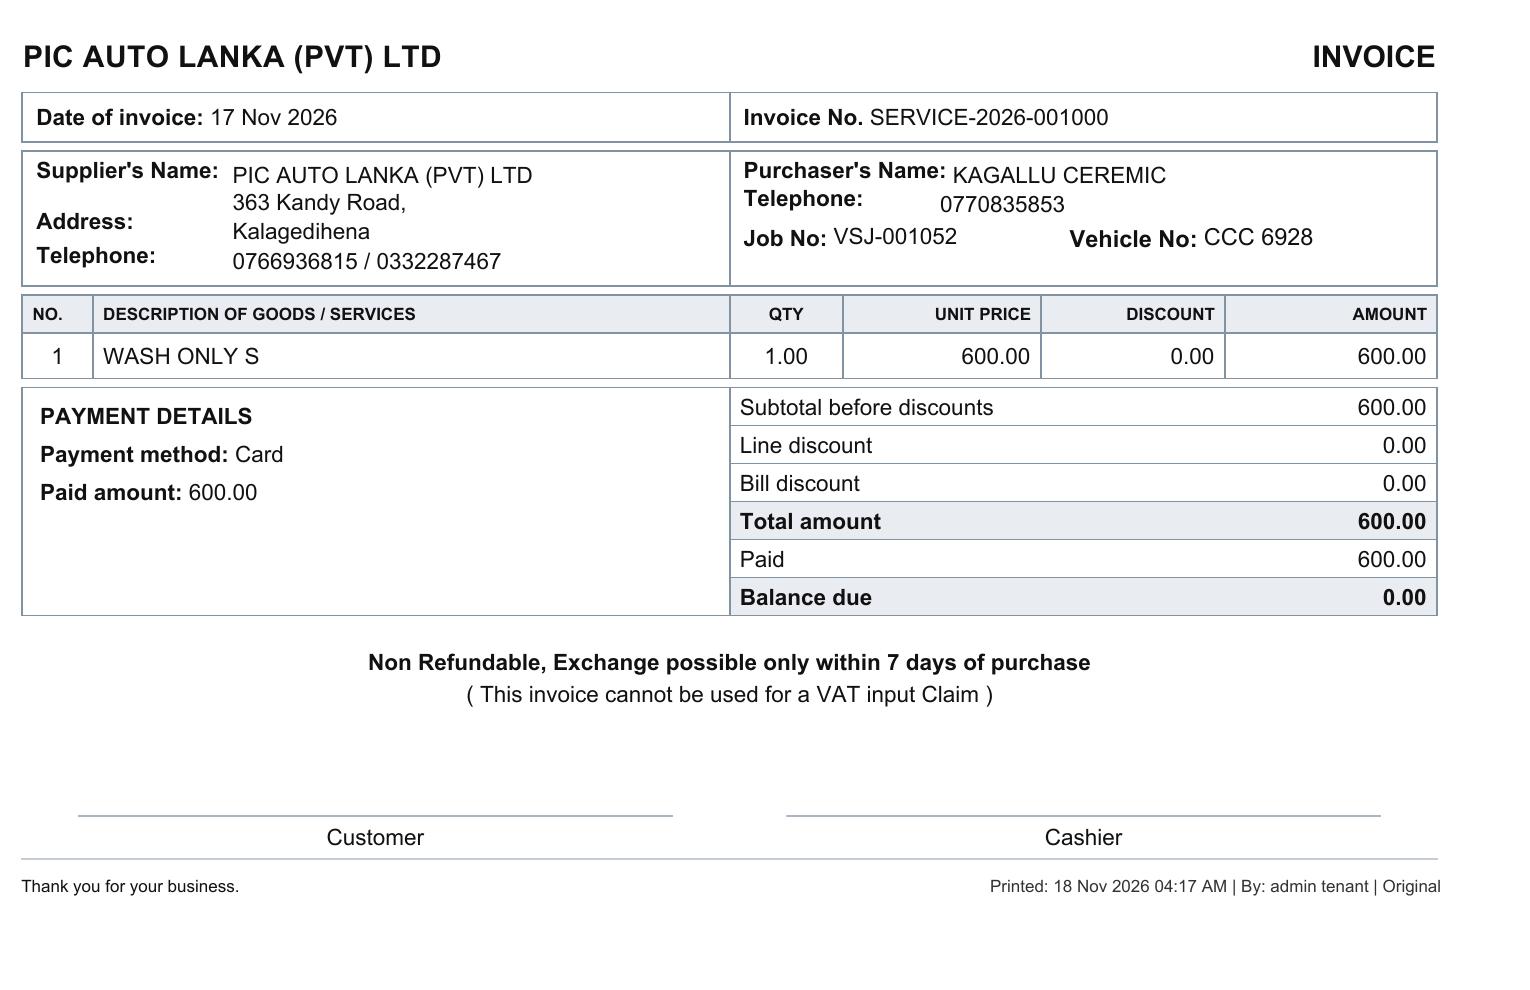 PIC AUTO LANKA (PVT) LTD INVOICE
Date of invoice: 17 Nov 2026 Invoice No. SERVICE-2026-001000
Supplier's Name: PIC AUTO LANKA (PVT) LTD
Address: 363 Kandy Road,
Kalagedihena
Telephone: 0766936815 / 0332287467
Purchaser's Name: KAGALLU CEREMIC
Telephone: 0770835853
Job No: VSJ-001052 Vehicle No: CCC 6928
NO. DESCRIPTION OF GOODS / SERVICES QTY UNIT PRICE DISCOUNT AMOUNT
1 WASH ONLY S 1.00 600.00 0.00 600.00
PAYMENT DETAILS
Payment method: Card
Paid amount: 600.00
Subtotal before discounts 600.00
Line discount 0.00
Bill discount 0.00
Total amount 600.00
Paid 600.00
Balance due 0.00
Non Refundable, Exchange possible only within 7 days of purchase
( This invoice cannot be used for a VAT input Claim )
Customer Cashier
Thank you for your business. Printed: 18 Nov 2026 04:17 AM | By: admin tenant | Original